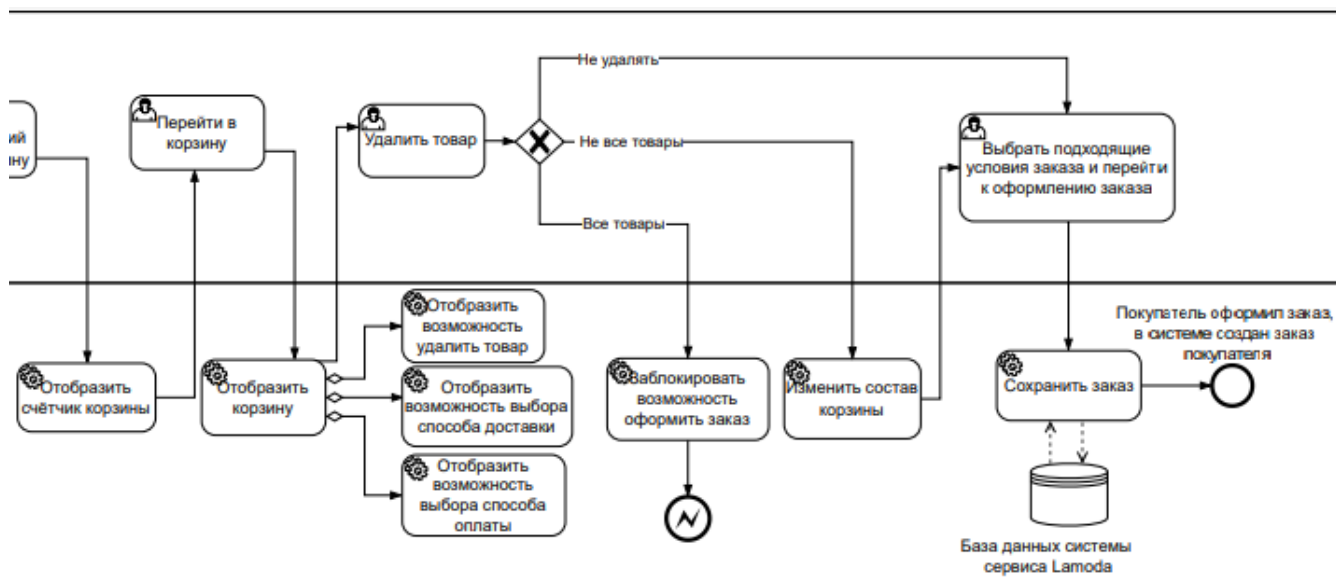 Не удалять
ий
ну
Перейти в
корзину
Удалить товар
Не все товары
Выбрать подходящие
условия заказа и перейти
к оформлению заказа
Все товары
Отобразить
возможность
удалить товар
Покупатель оформил заказ,
в системе создан заказ
покупателя
Отобразить
счётчик корзины
Отобразить
корзину
Отобразить
возможность выбора
способа доставки
Заблокировать
возможность
оформить заказ
Изменить состав
корзины
Сохранить заказ
Отобразить
возможность
выбора способа
оплаты
База данных системы
сервиса Lamoda